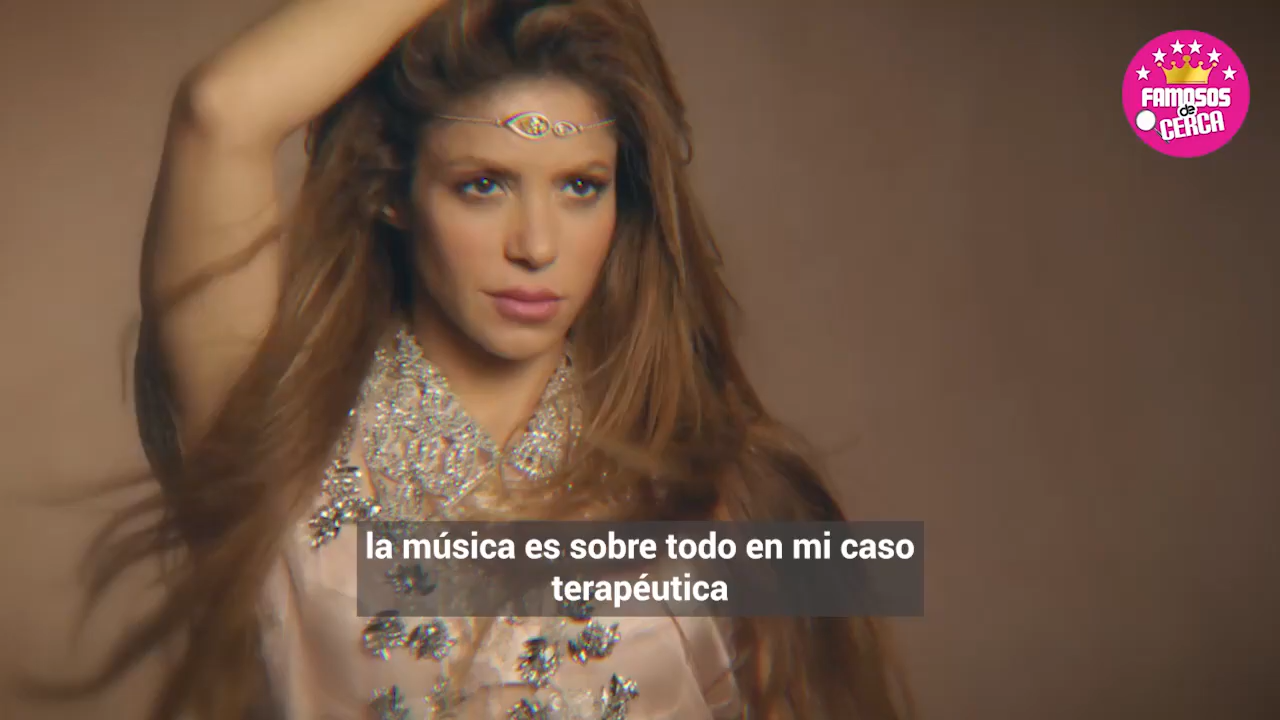 FAMOSOS
de
CERCA
la música es sobre todo en mi caso
terapéutica